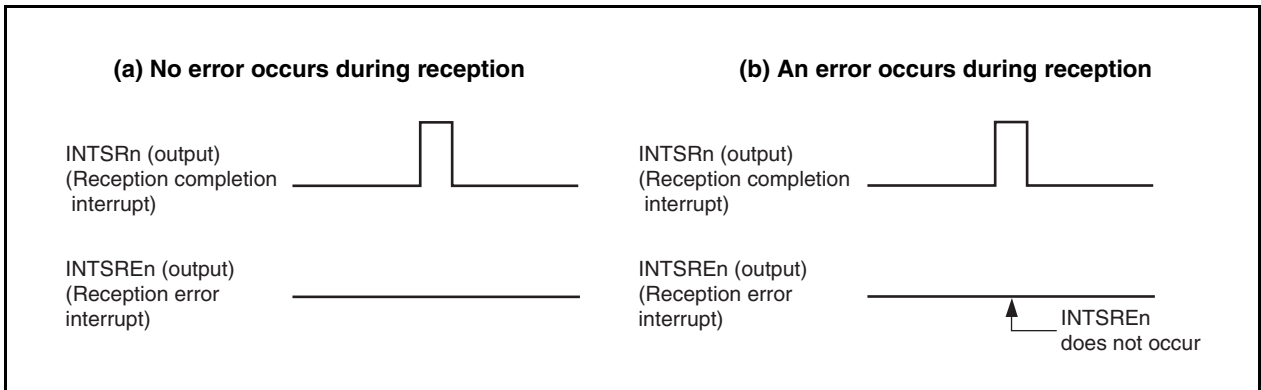 (a) No error occurs during reception
INTSRn (output)
(Reception completion
interrupt)
INTSREn (output)
(Reception error
interrupt)
(b) An error occurs during reception
INTSRn (output)
(Reception completion
interrupt)
INTSREn (output)
(Reception error
interrupt)
INTSREn
does not occur